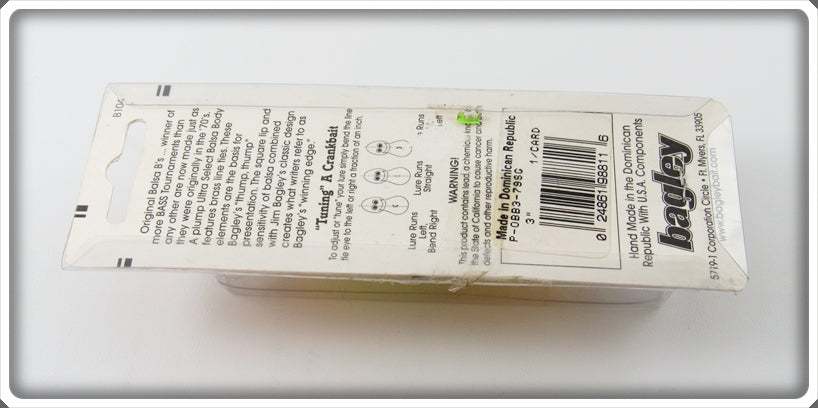 B104
Original Balsa B's ... winner of
more BASS tournaments than
any other are now made just as
they were originally in the '70's.
A plump Ultra Select Balsa Body
features brass line ties. These
elements are the basis for
Bagley's "thump, thump"
presentation. The square lip and
sensitivity of balsa combined
with Jim Bagley's classic design
creates what writers refer to as
Bagley's "winning edge."
"Tuning" A Crankbait
To adjust or "tune" your lure simply bend the line
tie eye to the left or right a fraction of an inch.
Lure Runs
Left,
Bend Right
Lure Runs
Straight
Runs
Left
WARNING!
This product contains lead, a chemical known
the State of California to cause cancer and
defects and other reproductive harm.
Made in Dominican Republic
P-OBB3-79SC
3" 1/CARD
0 24861 98811 6
Hand Made in the Dominican
Republic With U.S.A. Components
bagley
5719-1 Corporation Circle • Ft. Myers, FL 33905
www.bagleybait.com